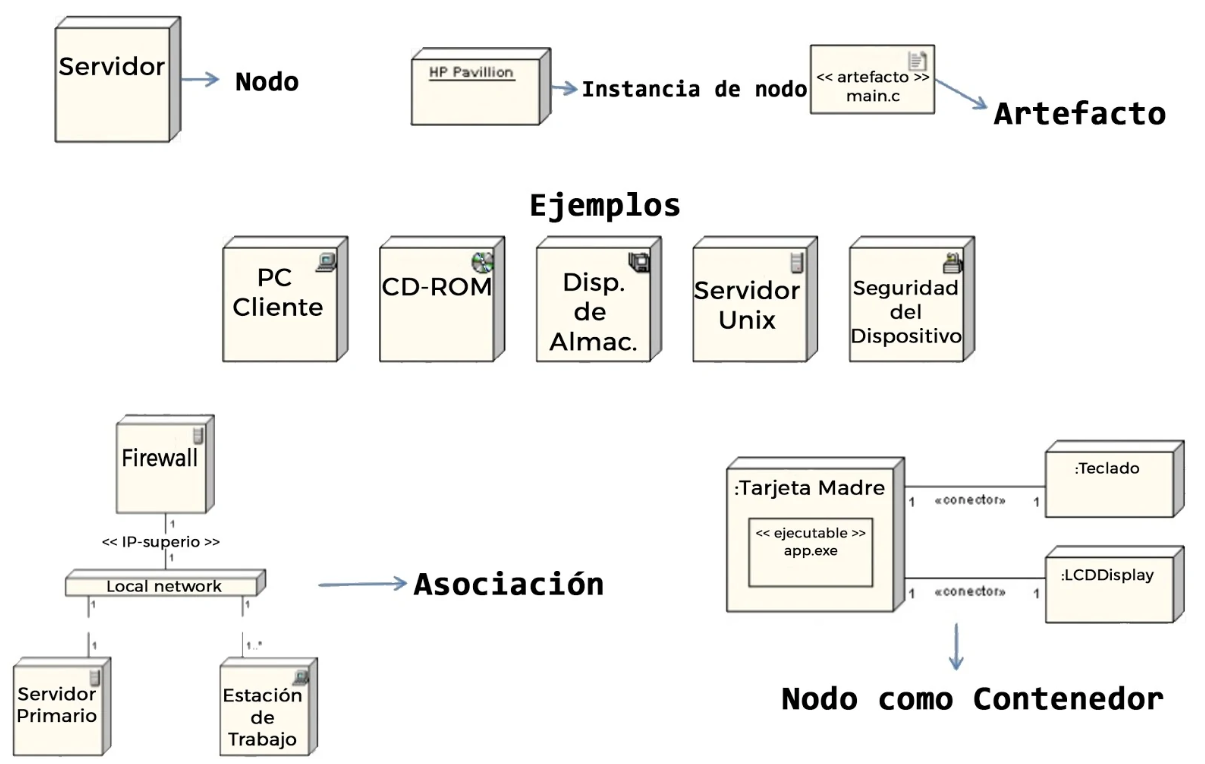 Servidor
Nodo
HP Pavillion
Instancia de nodo
<< artefacto >>
main.c
Artefacto
Ejemplos
PC
Cliente
CD-ROM
Disp.
de
Almac.
Servidor
Unix
Seguridad
del
Dispositivo
Firewall
1
<< IP-superio >>
1
Local network
1
1
1
1..*
Servidor
Primario
Estación
de
Trabajo
Asociación
:Tarjeta Madre
<< ejecutable >>
app.exe
1 «conector» 1
:Teclado
1 «conector» 1
:LCDDisplay
Nodo como Contenedor